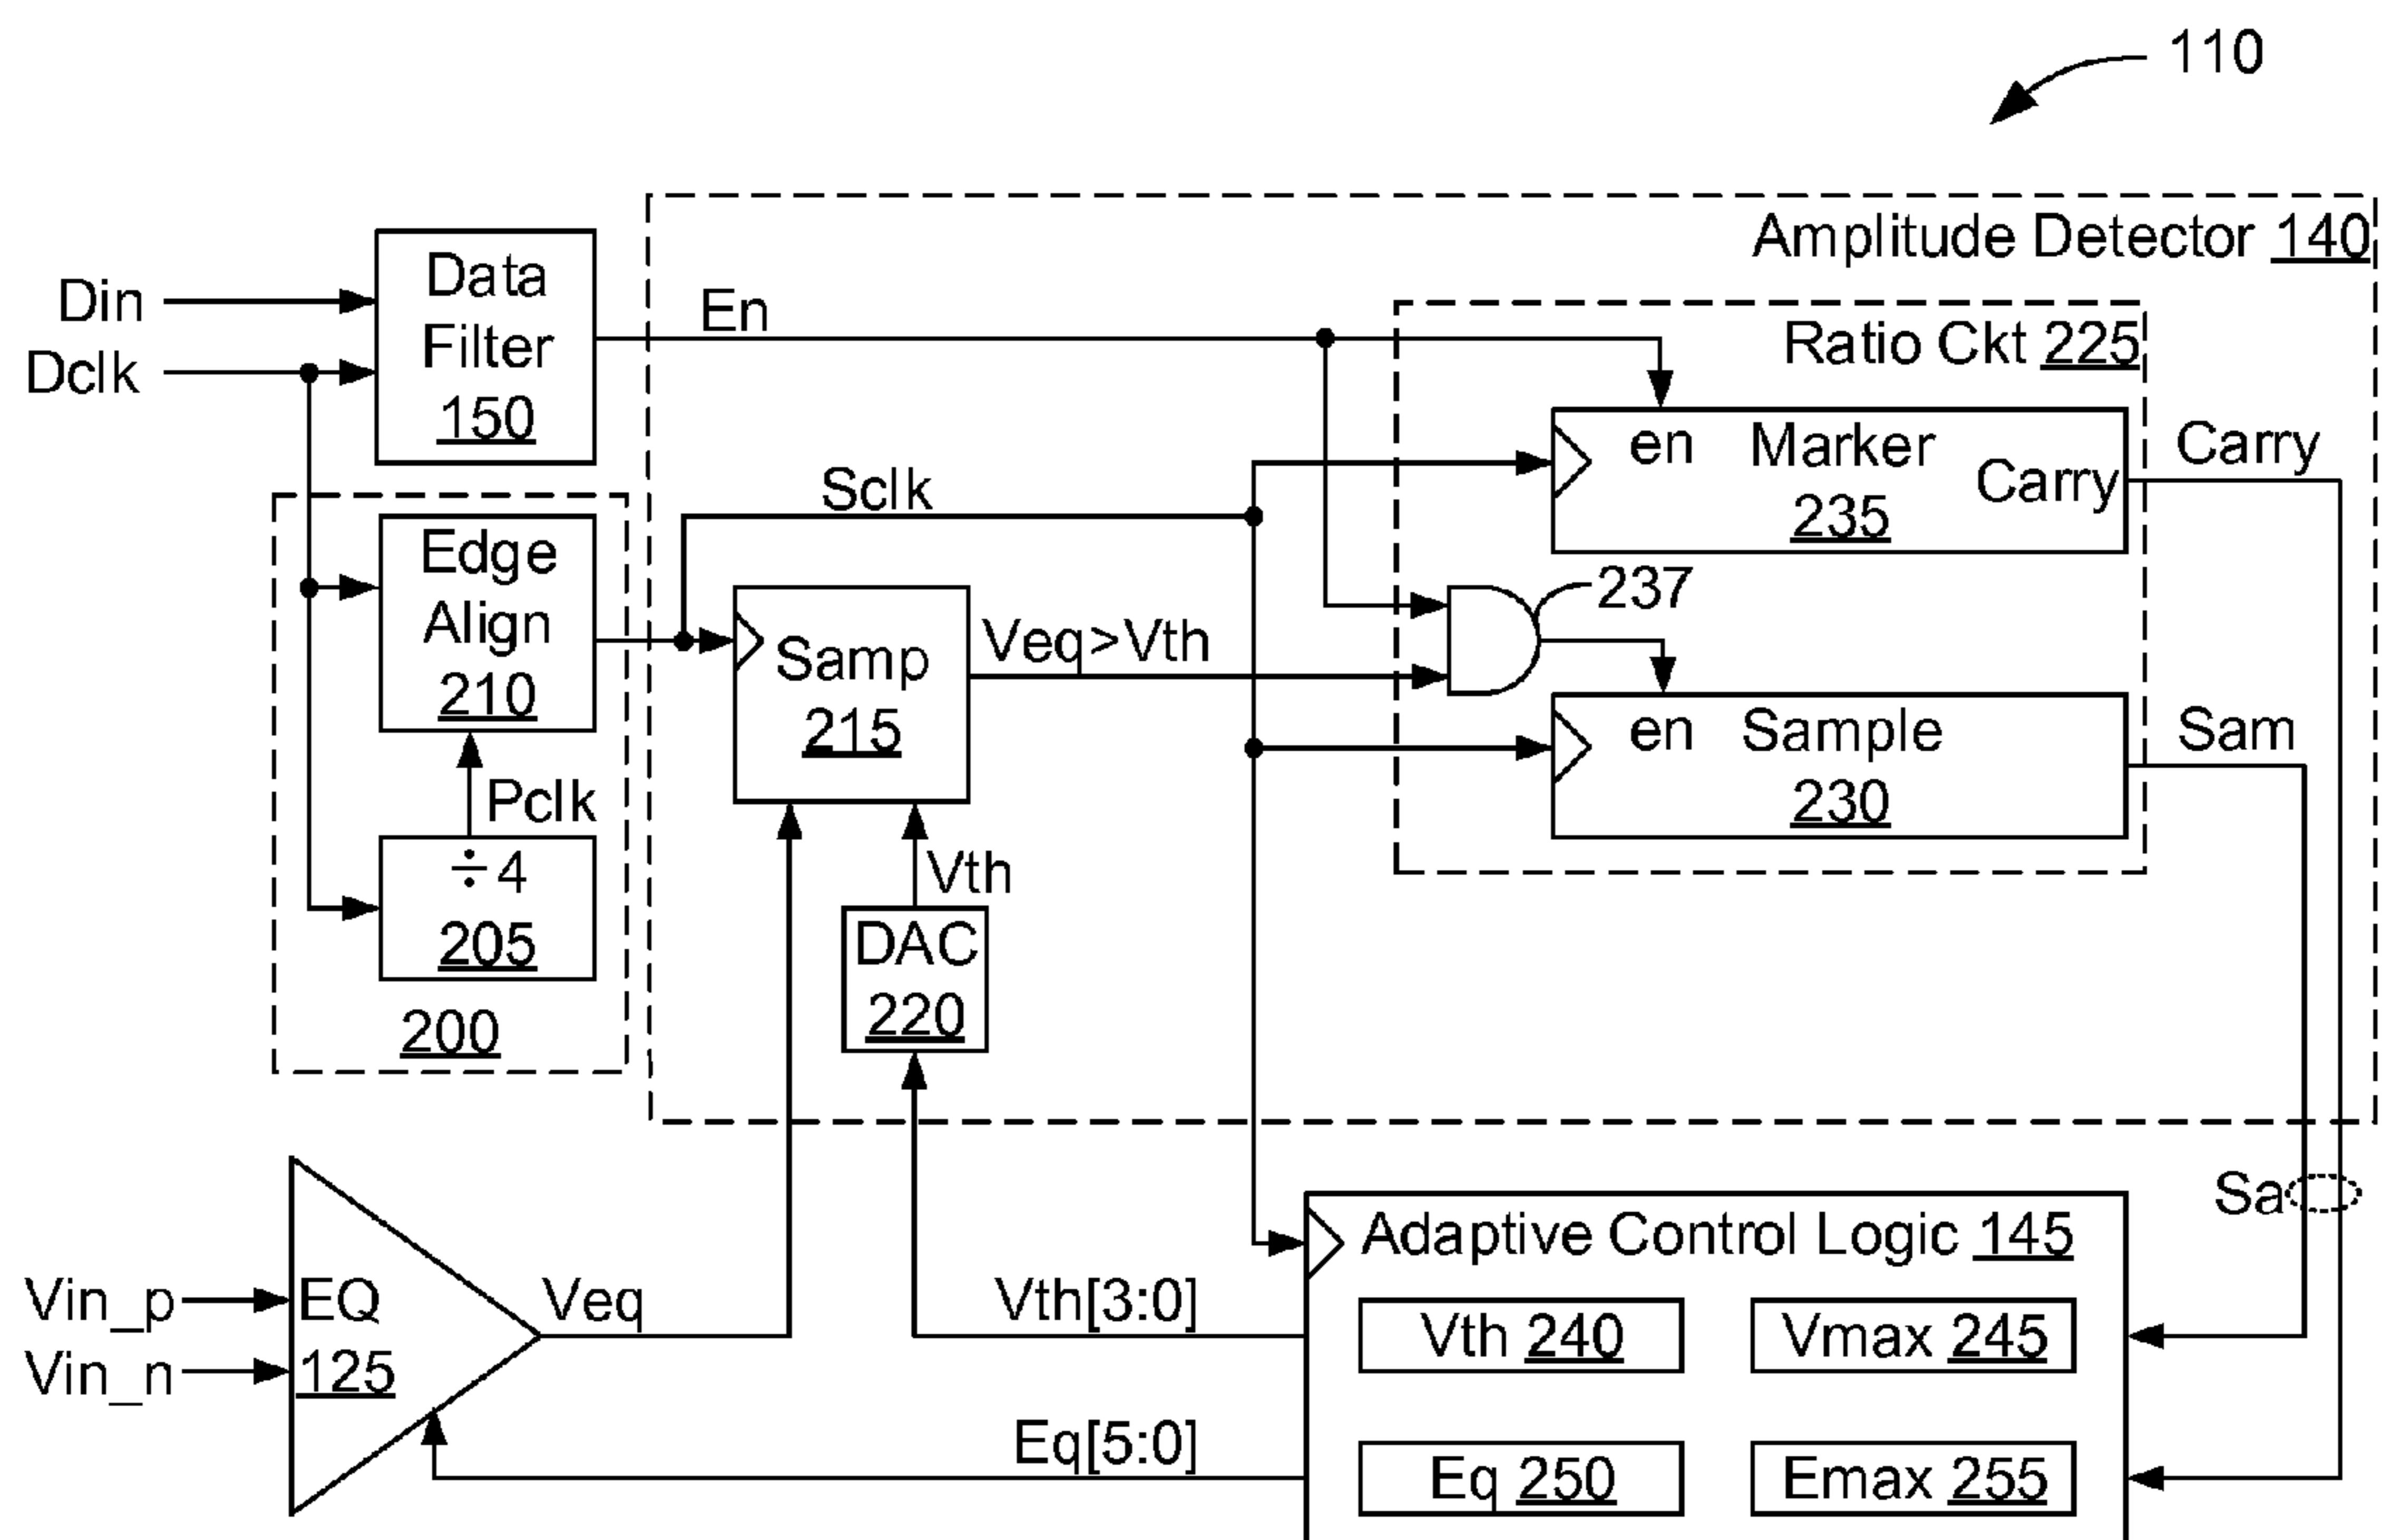 110
Amplitude Detector 140
Din
Dclk
Data
Filter
150
En
Ratio Ckt 225
en Marker
235
Carry
Carry
Sclk
Edge
Align
210
Pclk
÷4
205
200
Samp
215
Veq>Vth
237
en Sample
230
Sam
Vth
DAC
220
Sa
Vin_p
Vin_n
EQ
125
Veq
Vth[3:0]
Eq[5:0]
Adaptive Control Logic 145
Vth 240
Vmax 245
Eq 250
Emax 255